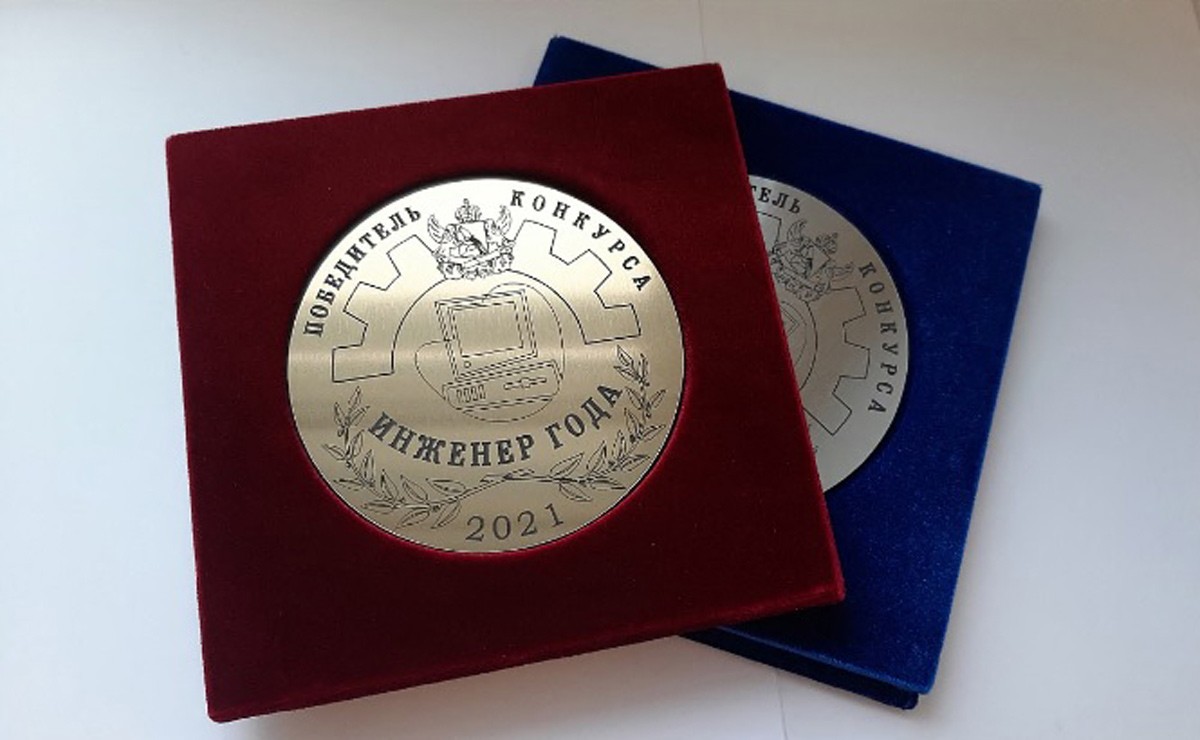 ПОБЕДИТЕЛЬ КОНКУРСА
ИНЖЕНЕР ГОДА
2021
КОНКУРСА